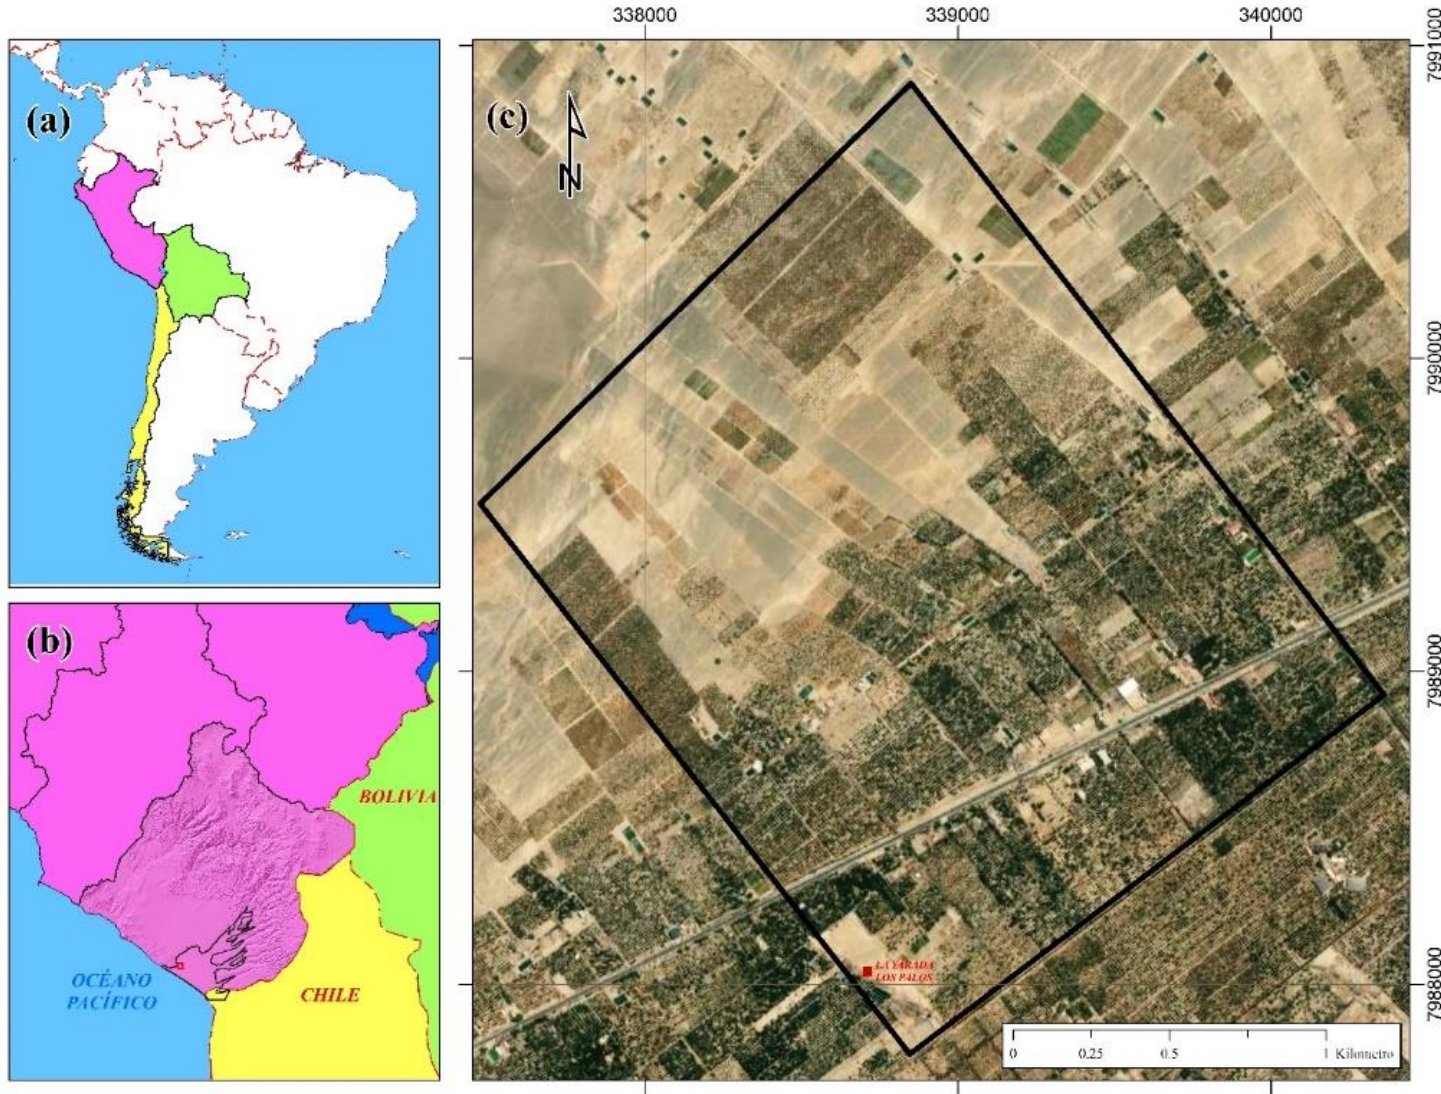 338000
339000
340000
(a)
(c)
N
7991000
7990000
7989000
7988000
(b)
BOLIVIA
OCÉANO
PACÍFICO
CHILE
LA YARADA
LOS PALOS
0
0.25
0.5
1 Kilometro